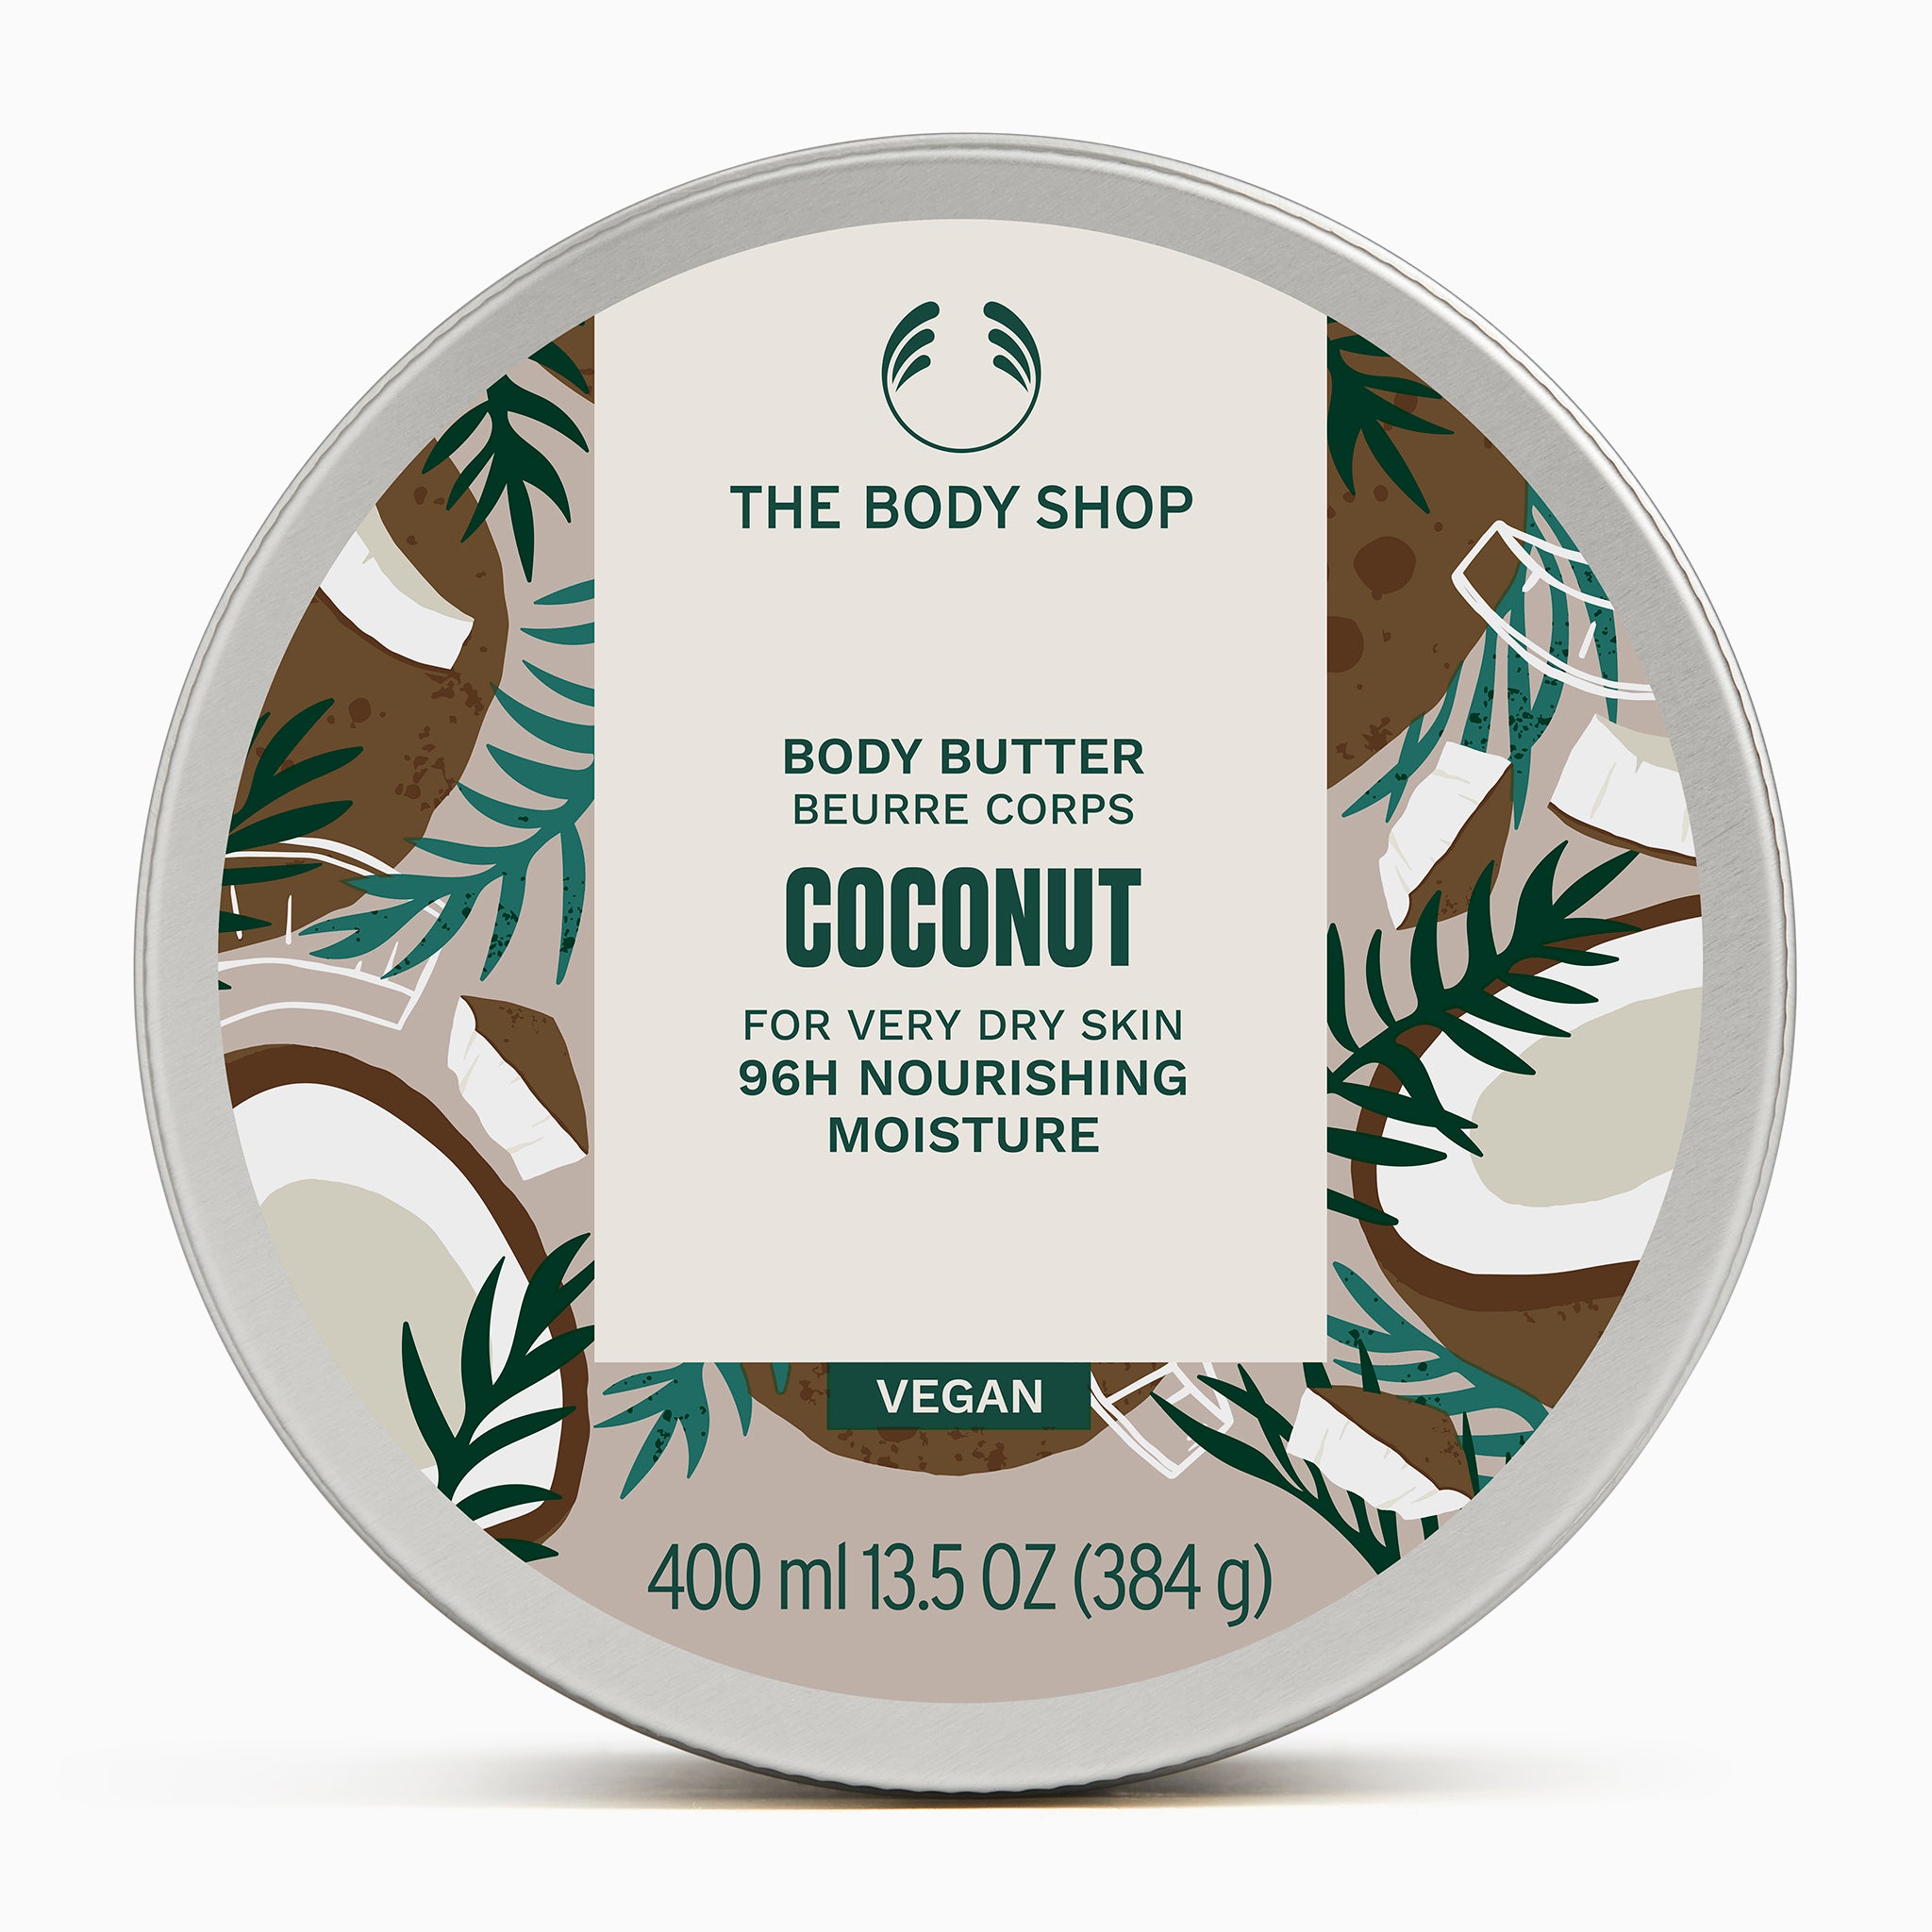 THE BODY SHOP
BODY BUTTER
BEURRE CORPS
COCONUT
FOR VERY DRY SKIN
96H NOURISHING
MOISTURE
VEGAN
400 ml 13.5 OZ (384 g)